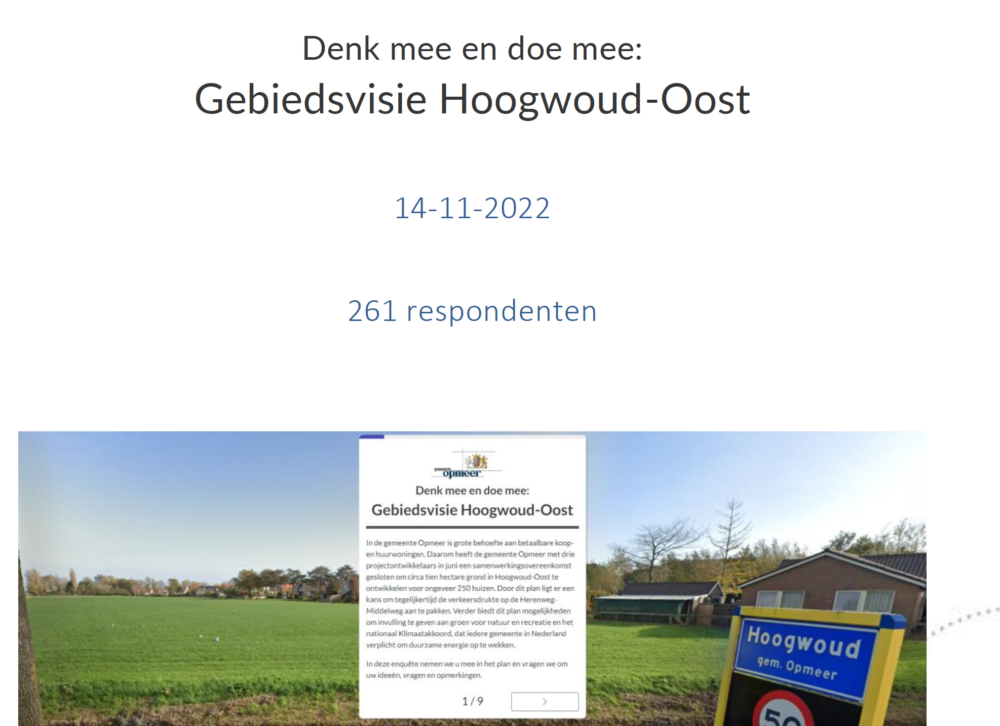 Denk mee en doe mee:
Gebiedsvisie Hoogwoud-Oost
14-11-2022
261 respondenten
gemeente
opmeer
Denk mee en doe mee:
Gebiedsvisie Hoogwoud-Oost
In de gemeente Opmeer is grote behoefte aan betaalbare koop-
en huurwoningen. Daarom heeft de gemeente Opmeer met drie
projectontwikkelaars in juni een samenwerkingsovereenkomst
gesloten om circa tien hectare grond in Hoogwoud-Oost te
ontwikkelen voor ongeveer 250 huizen. Door dit plan ligt er een
kans om tegelijkertijd de verkeersdrukte op de Herenweg-
Middelweg aan te pakken. Verder biedt dit plan mogelijkheden
om invulling te geven aan groen voor natuur en recreatie en het
nationaal Klimaatakkoord, dat iedere gemeente in Nederland
verplicht om duurzame energie op te wekken.
In deze enquête nemen we u mee in het plan en vragen we om
uw ideeën, vragen en opmerkingen.
1 / 9
>
Hoogwoud
gem. Opmeer
50